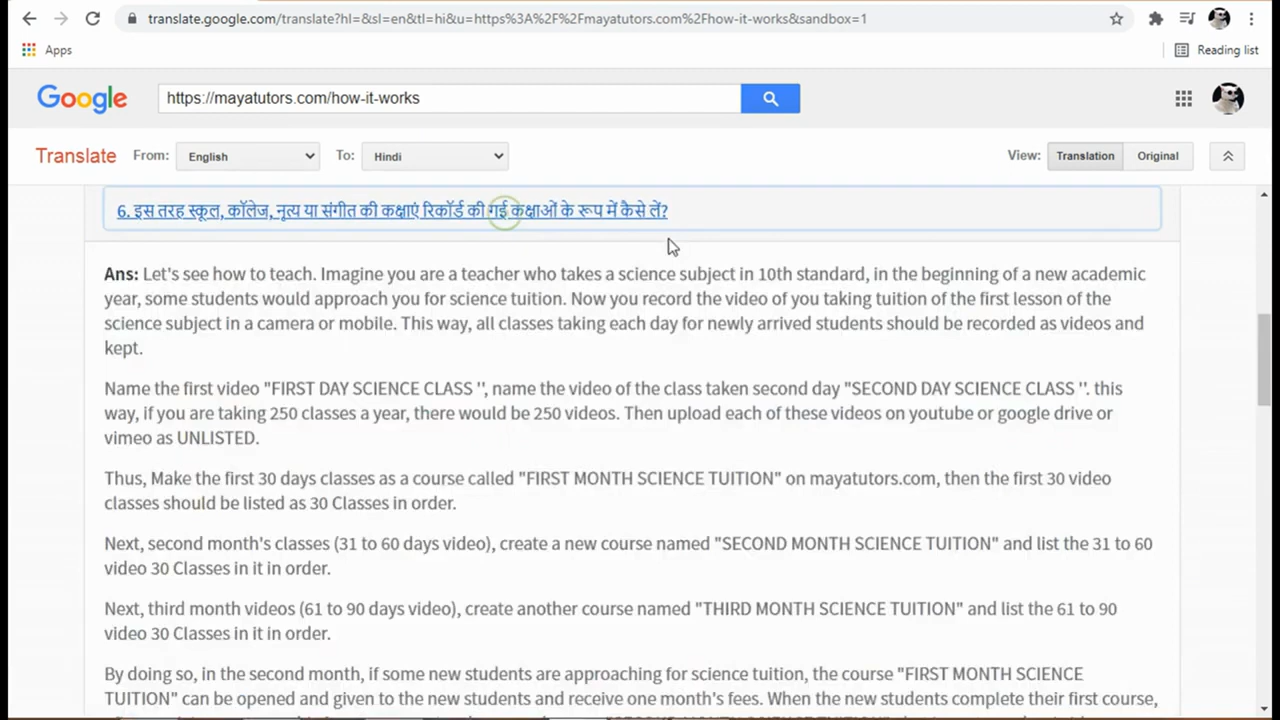 translate.google.com/translate?hl=&sl=en&tl=hi&u=https%3A%2F%2Fmayatutors.com%2Fhow-it-works&sandbox=1
Apps
Reading list
Google
https://mayatutors.com/how-it-works
Translate
From:
English
To:
Hindi
View:
Translation
Original
6. इस तरह स्कूल, कॉलेज, नृत्य या संगीत की कक्षाएं रिकॉर्ड की गई कक्षाओं के रूप में कैसे लें?
Ans: Let's see how to teach. Imagine you are a teacher who takes a science subject in 10th standard, in the beginning of a new academic
year, some students would approach you for science tuition. Now you record the video of you taking tuition of the first lesson of the
science subject in a camera or mobile. This way, all classes taking each day for newly arrived students should be recorded as videos and
kept.
Name the first video "FIRST DAY SCIENCE CLASS '', name the video of the class taken second day "SECOND DAY SCIENCE CLASS ''. this
way, if you are taking 250 classes a year, there would be 250 videos. Then upload each of these videos on youtube or google drive or
vimeo as UNLISTED.
Thus, Make the first 30 days classes as a course called "FIRST MONTH SCIENCE TUITION" on mayatutors.com, then the first 30 video
classes should be listed as 30 Classes in order.
Next, second month's classes (31 to 60 days video), create a new course named "SECOND MONTH SCIENCE TUITION" and list the 31 to 60
video 30 Classes in it in order.
Next, third month videos (61 to 90 days video), create another course named "THIRD MONTH SCIENCE TUITION" and list the 61 to 90
video 30 Classes in it in order.
By doing so, in the second month, if some new students are approaching for science tuition, the course "FIRST MONTH SCIENCE
TUITION" can be opened and given to the new students and receive one month's fees. When the new students complete their first course,